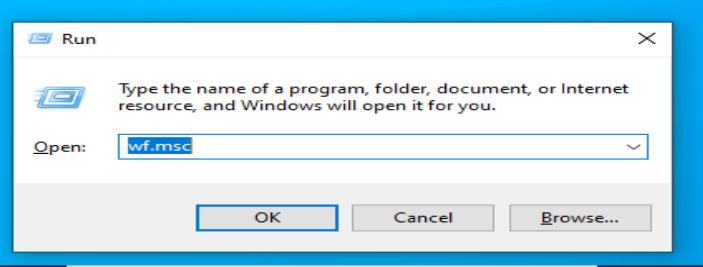 Run
Type the name of a program, folder, document, or Internet
resource, and Windows will open it for you.
Open: wf.msc
OK Cancel Browse...